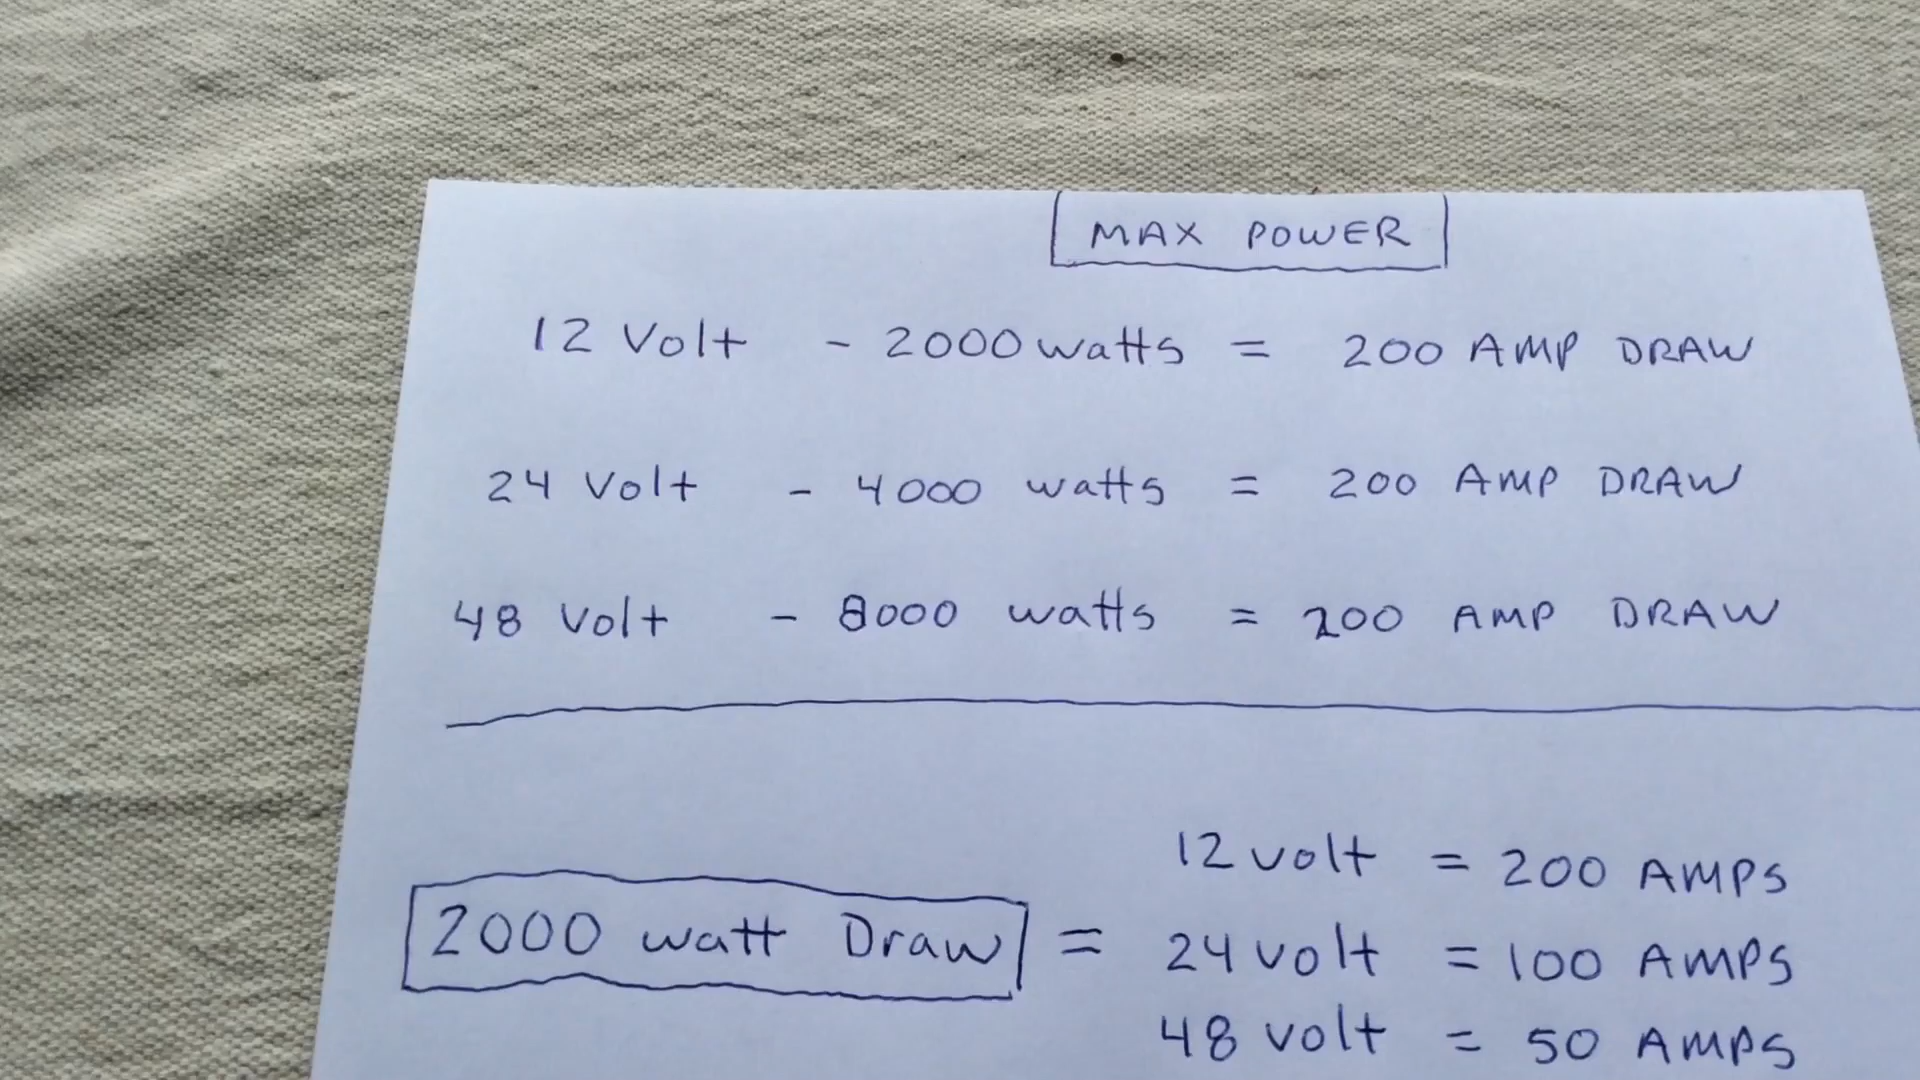 MAX POWER
12 Volt - 2000 watts = 200 AMP DRAW
24 Volt - 4000 watts = 200 AMP DRAW
48 Volt - 8000 watts = 200 AMP DRAW
12 volt = 200 AMPS
2000 watt Draw = 24 volt = 100 AMPS
48 volt = 50 AMPS